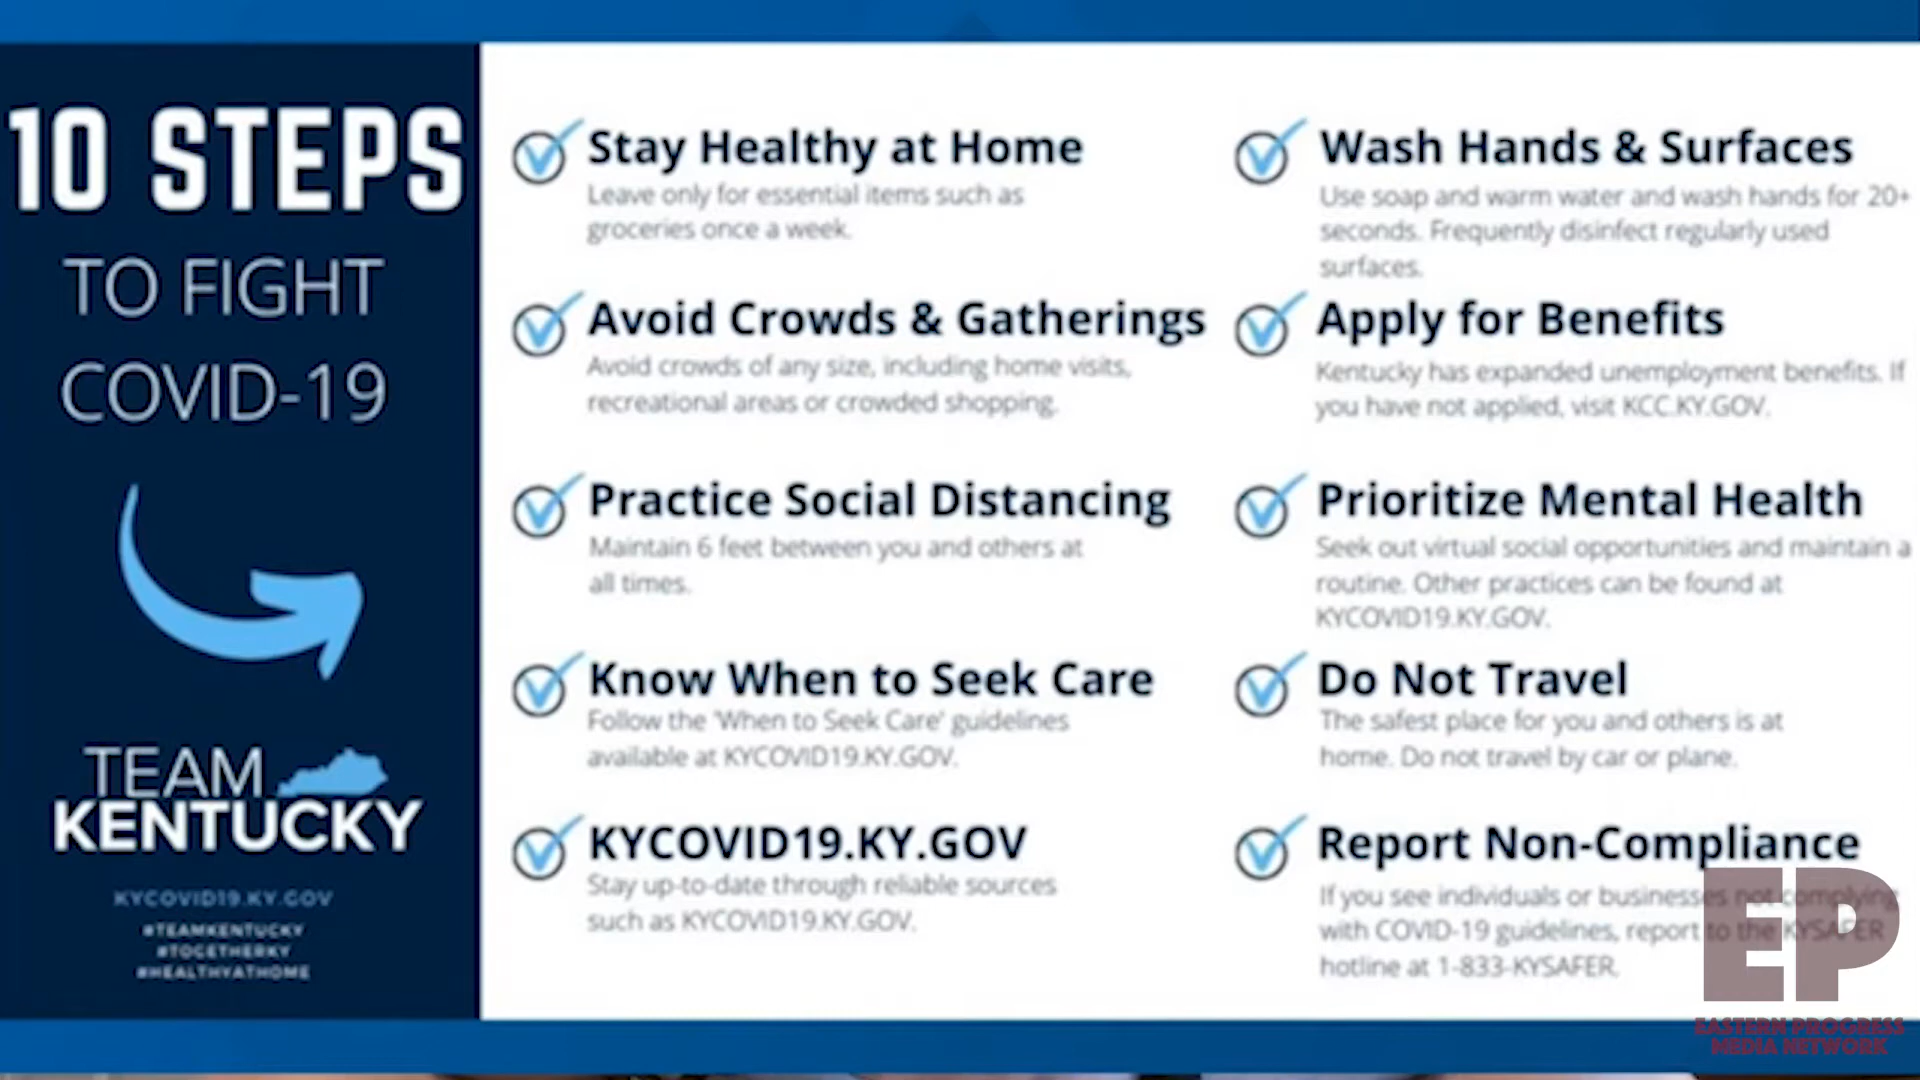 10 STEPS
TO FIGHT
COVID-19
TEAM
KENTUCKY
KYCOVID19.KY.GOV
#TEAMKENTUCKY
#TOGETHERKY
#HEALTHYATHOME
Stay Healthy at Home
Leave only for essential items such as
groceries once a week.
Avoid Crowds & Gatherings
Avoid crowds of any size, including home visits,
recreational areas or crowded shopping.
Practice Social Distancing
Maintain 6 feet between you and others at
all times.
Know When to Seek Care
Follow the 'When to Seek Care' guidelines
available at KYCOVID19.KY.GOV.
KYCOVID19.KY.GOV
Stay up-to-date through reliable sources
such as KYCOVID19.KY.GOV.
Wash Hands & Surfaces
Use soap and warm water and wash hands for 20+
seconds. Frequently disinfect regularly used
surfaces.
Apply for Benefits
Kentucky has expanded unemployment benefits. If
you have not applied, visit KCC.KY.GOV.
Prioritize Mental Health
Seek out virtual social opportunities and maintain a
routine. Other practices can be found at
KYCOVID19.KY.GOV.
Do Not Travel
The safest place for you and others is at
home. Do not travel by car or plane.
Report Non-Compliance
If you see individuals or businesses not complying
with COVID-19 guidelines, report to the KYSAFER
hotline at 1-833-KYSAFER.
EP
EASTERN PROGRESS
MEDIA NETWORK